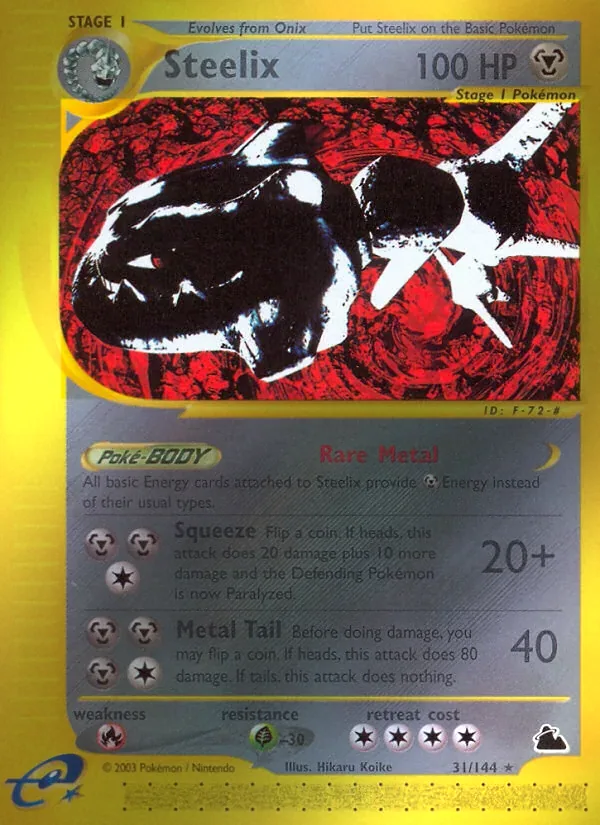 STAGE 1
Evolves from Onix
Put Steelix on the Basic Pokémon
Steelix
100 HP
Stage 1 Pokémon
ID: F-72-#
Poké-BODY
Rare Metal
All basic Energy cards attached to Steelix provide Energy instead
of their usual types.
Squeeze Flip a coin. If heads, this
attack does 20 damage plus 10 more
damage and the Defending Pokémon
is now Paralyzed.
20+
Metal Tail Before doing damage, you
may flip a coin. If heads, this attack does 80
damage. If tails, this attack does nothing.
40
weakness
resistance
retreat cost
-30
© 2003 Pokémon / Nintendo
Illus. Hikaru Koike
31/144 ★
e